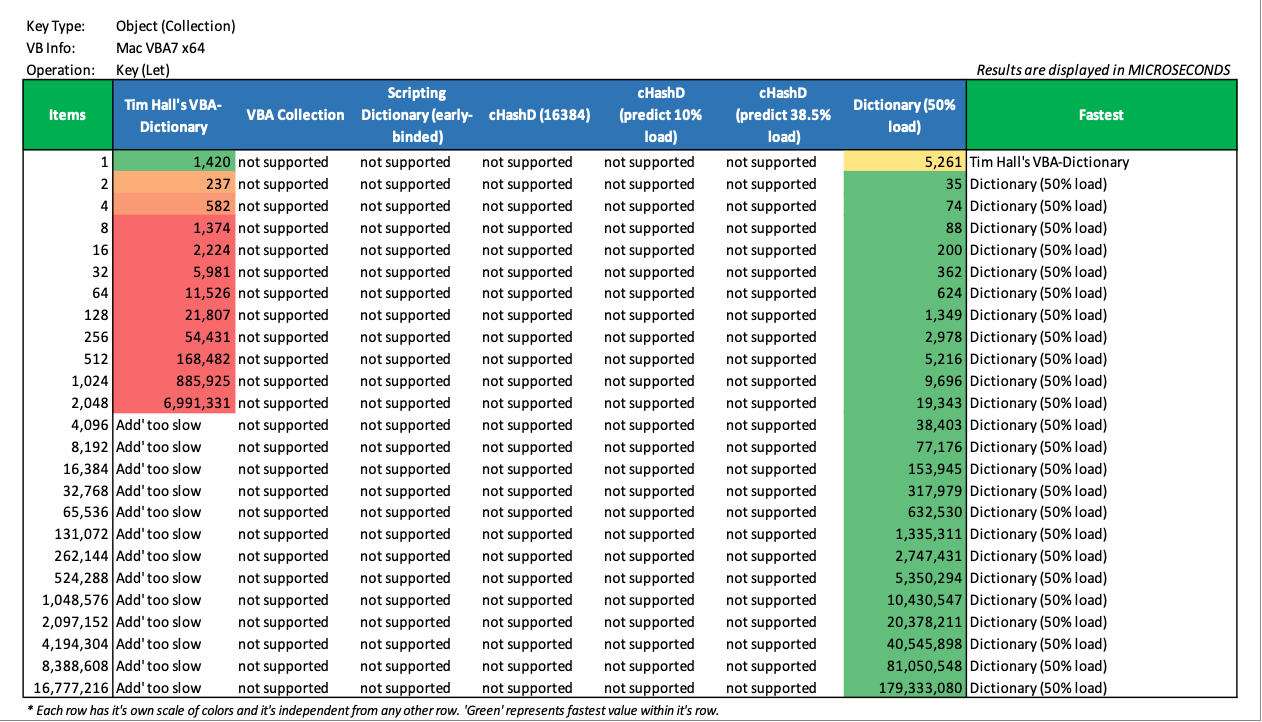 Key Type: Object (Collection)
VB Info: Mac VBA7 x64
Operation: Key (Let) Results are displayed in MICROSECONDS
Items Tim Hall's VBA-Dictionary VBA Collection Scripting Dictionary (early-binded) cHashD (16384) cHashD (predict 10% load) cHashD (predict 38.5% load) Dictionary (50% load) Fastest
1 1,420 not supported not supported not supported not supported not supported 5,261 Tim Hall's VBA-Dictionary
2 237 not supported not supported not supported not supported not supported 35 Dictionary (50% load)
4 582 not supported not supported not supported not supported not supported 74 Dictionary (50% load)
8 1,374 not supported not supported not supported not supported not supported 88 Dictionary (50% load)
16 2,224 not supported not supported not supported not supported not supported 200 Dictionary (50% load)
32 5,981 not supported not supported not supported not supported not supported 362 Dictionary (50% load)
64 11,526 not supported not supported not supported not supported not supported 624 Dictionary (50% load)
128 21,807 not supported not supported not supported not supported not supported 1,349 Dictionary (50% load)
256 54,431 not supported not supported not supported not supported not supported 2,978 Dictionary (50% load)
512 168,482 not supported not supported not supported not supported not supported 5,216 Dictionary (50% load)
1,024 885,925 not supported not supported not supported not supported not supported 9,696 Dictionary (50% load)
2,048 6,991,331 not supported not supported not supported not supported not supported 19,343 Dictionary (50% load)
4,096 Add' too slow not supported not supported not supported not supported not supported 38,403 Dictionary (50% load)
8,192 Add' too slow not supported not supported not supported not supported not supported 77,176 Dictionary (50% load)
16,384 Add' too slow not supported not supported not supported not supported not supported 153,945 Dictionary (50% load)
32,768 Add' too slow not supported not supported not supported not supported not supported 317,979 Dictionary (50% load)
65,536 Add' too slow not supported not supported not supported not supported not supported 632,530 Dictionary (50% load)
131,072 Add' too slow not supported not supported not supported not supported not supported 1,335,311 Dictionary (50% load)
262,144 Add' too slow not supported not supported not supported not supported not supported 2,747,431 Dictionary (50% load)
524,288 Add' too slow not supported not supported not supported not supported not supported 5,350,294 Dictionary (50% load)
1,048,576 Add' too slow not supported not supported not supported not supported not supported 10,430,547 Dictionary (50% load)
2,097,152 Add' too slow not supported not supported not supported not supported not supported 20,378,211 Dictionary (50% load)
4,194,304 Add' too slow not supported not supported not supported not supported not supported 40,545,898 Dictionary (50% load)
8,388,608 Add' too slow not supported not supported not supported not supported not supported 81,050,548 Dictionary (50% load)
16,777,216 Add' too slow not supported not supported not supported not supported not supported 179,333,080 Dictionary (50% load)
* Each row has it's own scale of colors and it's independent from any other row. 'Green' represents fastest value within it's row.